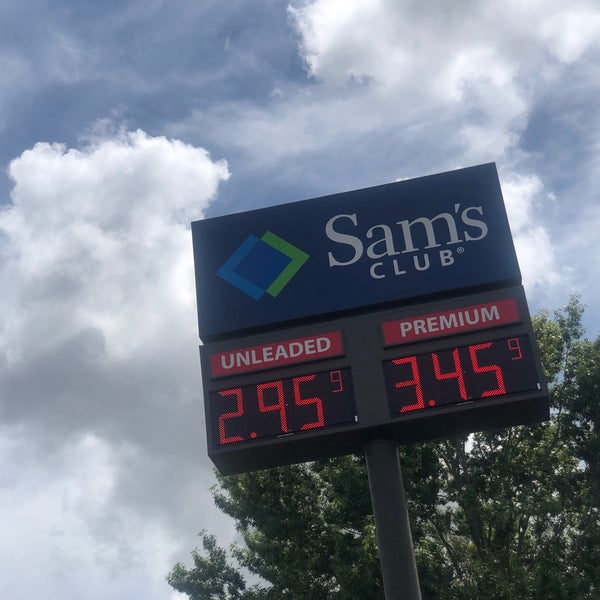 Sam's
CLUB®
UNLEADED PREMIUM
2.95 9 3.45 9